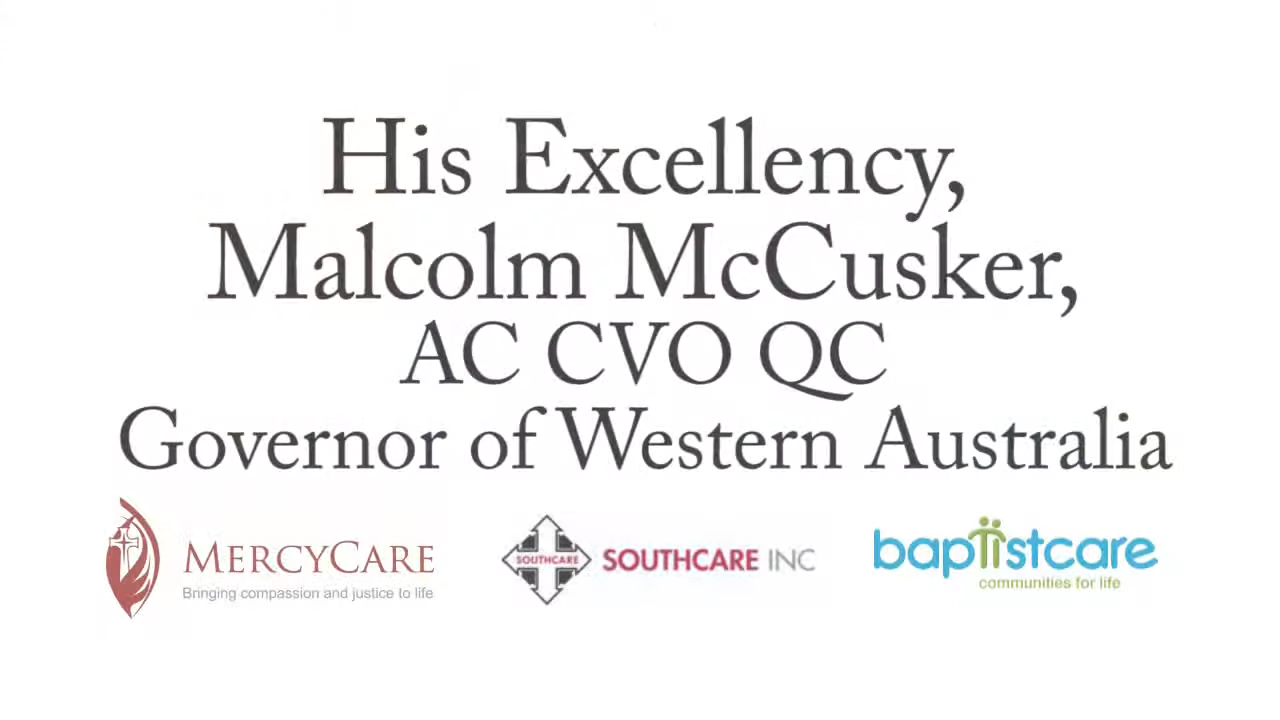 His Excellency,
Malcolm McCusker,
AC CVO QC
Governor of Western Australia
MERCYCARE
Bringing compassion and justice to life
SOUTHCARE
SOUTHCARE INC
baptistcare
communities for life